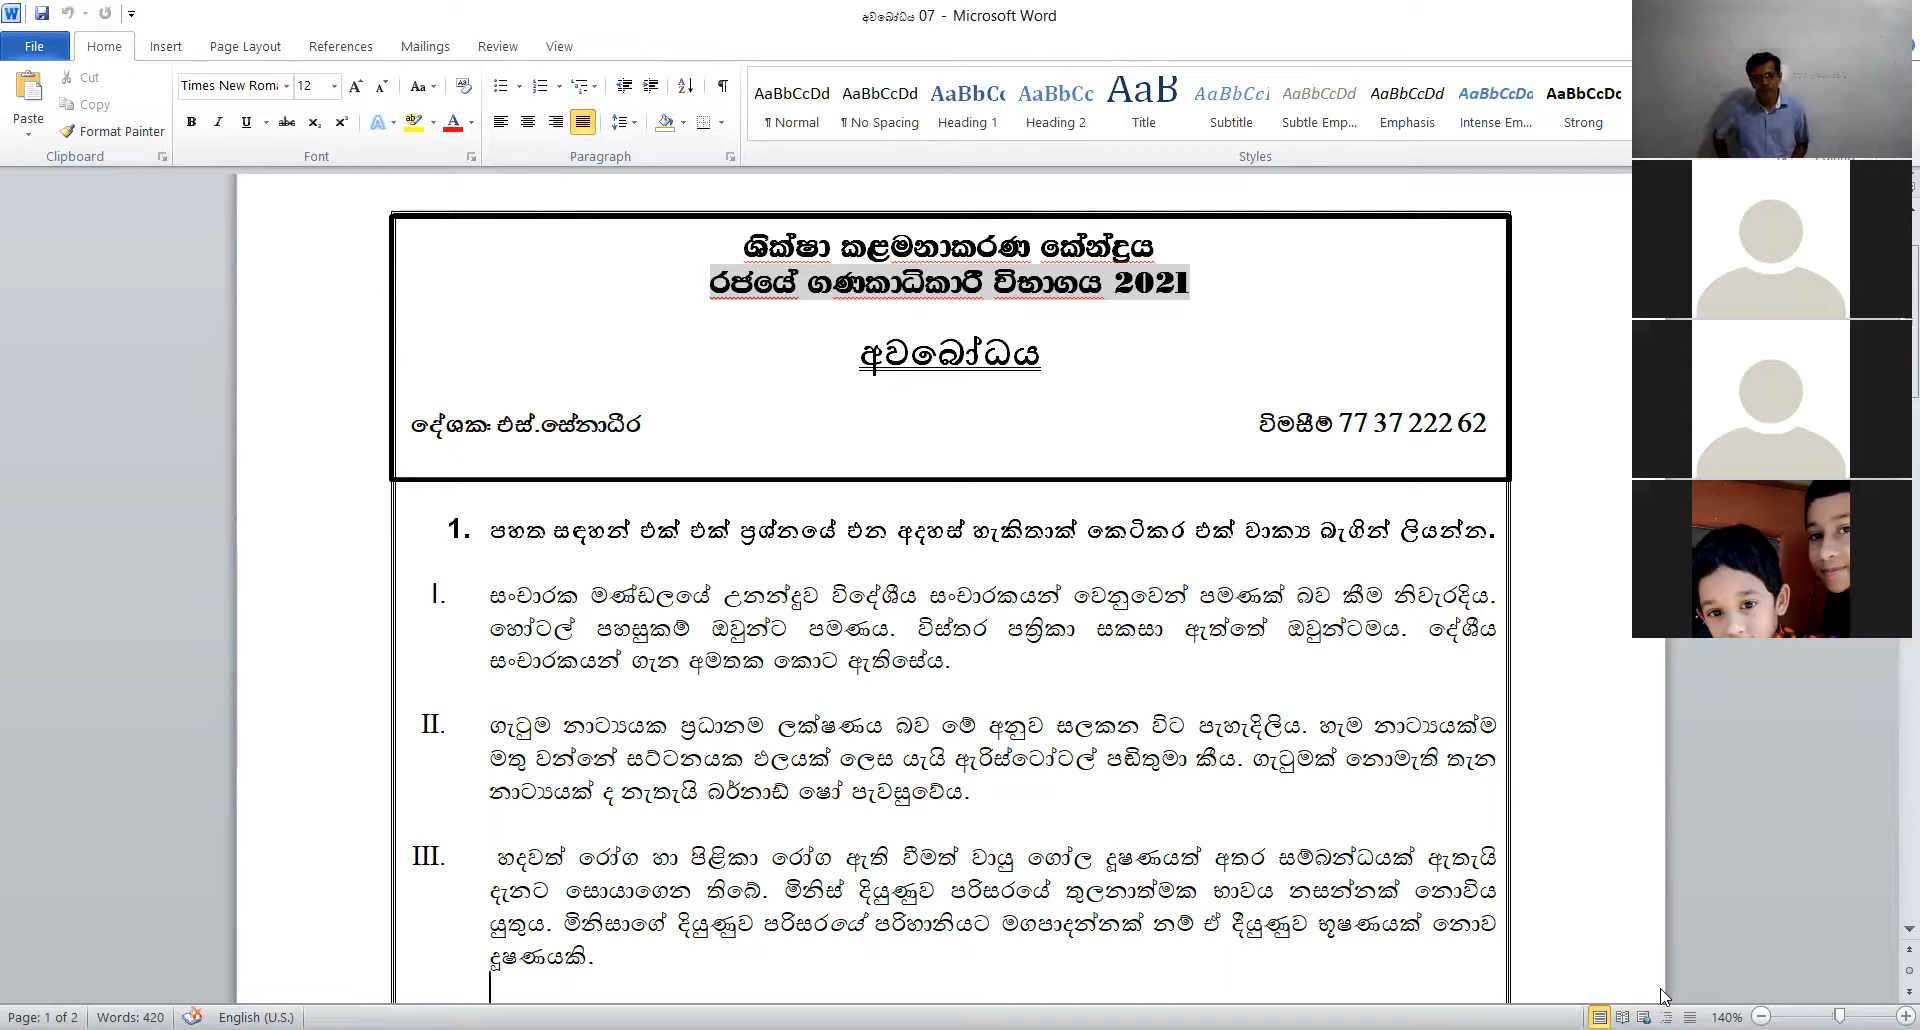 අවබෝධය 07 - Microsoft Word
File Home Insert Page Layout References Mailings Review View
Paste
Cut
Copy
Format Painter
Clipboard
Times New Roma 12
Font
Paragraph
AaBbCcDd AaBbCcDd AaBbCc AaBbCc AaB AaBbCcI AaBbCcDd AaBbCcDd AaBbCcDd AaBbCcDc
¶ Normal ¶ No Spacing Heading 1 Heading 2 Title Subtitle Subtle Emp... Emphasis Intense Em... Strong
Styles
ශික්ෂා කළමනාකරණ කේන්ද්‍රය
රජයේ ගණකාධිකාරී විභාගය 2021
අවබෝධය
දේශක: එස්.සේනාධීර
විමසීම් 77 37 222 62
1. පහත සඳහන් එක් එක් ප්‍රශ්නයේ එන අදහස් හැකිතාක් කෙටිකර එක් වාක්‍ය බැගින් ලියන්න.
I. සංචාරක මණ්ඩලයේ උනන්දුව විදේශීය සංචාරකයන් වෙනුවෙන් පමණක් බව කීම නිවැරදිය.
හෝටල් පහසුකම් ඔවුන්ට පමණය. විස්තර පත්‍රිකා සකසා ඇත්තේ ඔවුන්ටමය. දේශීය
සංචාරකයන් ගැන අමතක කොට ඇතිසේය.
II. ගැටුම නාට්‍යයක ප්‍රධානම ලක්ෂණය බව මේ අනුව සලකන විට පැහැදිලිය. හැම නාට්‍යයක්ම
මතු වන්නේ සට්ටනයක ඵලයක් ලෙස යැයි ඇරිස්ටෝටල් පඬිතුමා කීය. ගැටුමක් නොමැති තැන
නාට්‍යයක් ද නැතැයි බර්නාඩ් ෂෝ පැවසුවේය.
III. හදවත් රෝග හා පිළිකා රෝග ඇති වීමත් වායු ගෝල දූෂණයත් අතර සම්බන්ධයක් ඇතැයි
දැනට සොයාගෙන තිබේ. මිනිස් දියුණුව පරිසරයේ තුලනාත්මක භාවය නසන්නක් නොවිය
යුතුය. මිනිසාගේ දියුණුව පරිසරයේ පරිහානියට මගපාදන්නක් නම් ඒ දීයුණුව භූෂණයක් නොව
දූෂණයකි.
Page: 1 of 2 Words: 420 English (U.S.) 140%